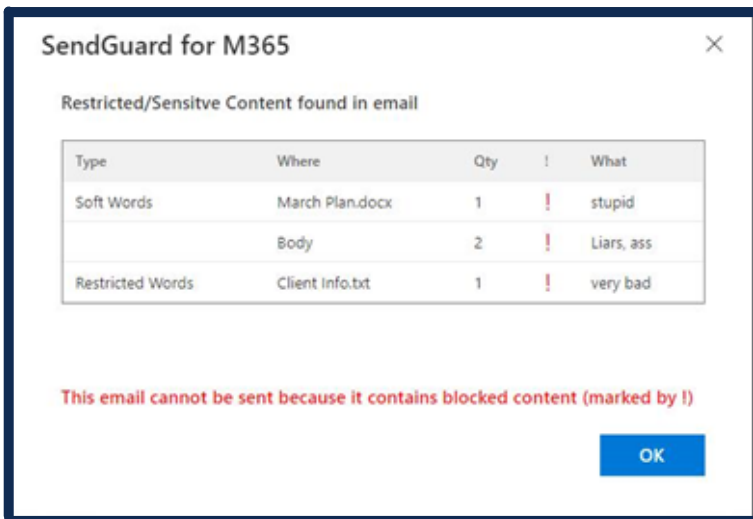 SendGuard for M365
Restricted/Sensitve Content found in email
Type Where Qty ! What
Soft Words March Plan.docx 1 ! stupid
Body 2 ! Liars, ass
Restricted Words Client Info.txt 1 ! very bad
This email cannot be sent because it contains blocked content (marked by !)
OK